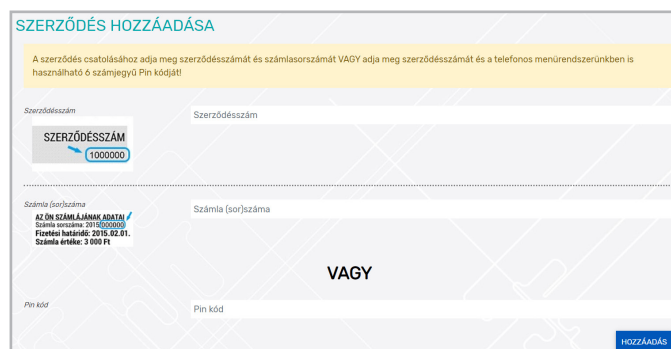 SZERZŐDÉS HOZZÁADÁSA
A szerződés csatolásához adja meg szerződésszámát és számlasorszámát VAGY adja meg szerződésszámát és a telefonos menürendszerünkben is
használható 6 számjegyű Pin kódját!
Szerződésszám
Szerződésszám
SZERZŐDÉSSZÁM
1000000
Számla (sor)száma
Számla (sor)száma
AZ ÖN SZÁMLÁJÁNAK ADATAI
Számla sorszáma: 2015/000000
Fizetési határidő: 2015.02.01.
Számla értéke: 3 000 Ft
VAGY
Pin kód
Pin kód
HOZZÁADÁS